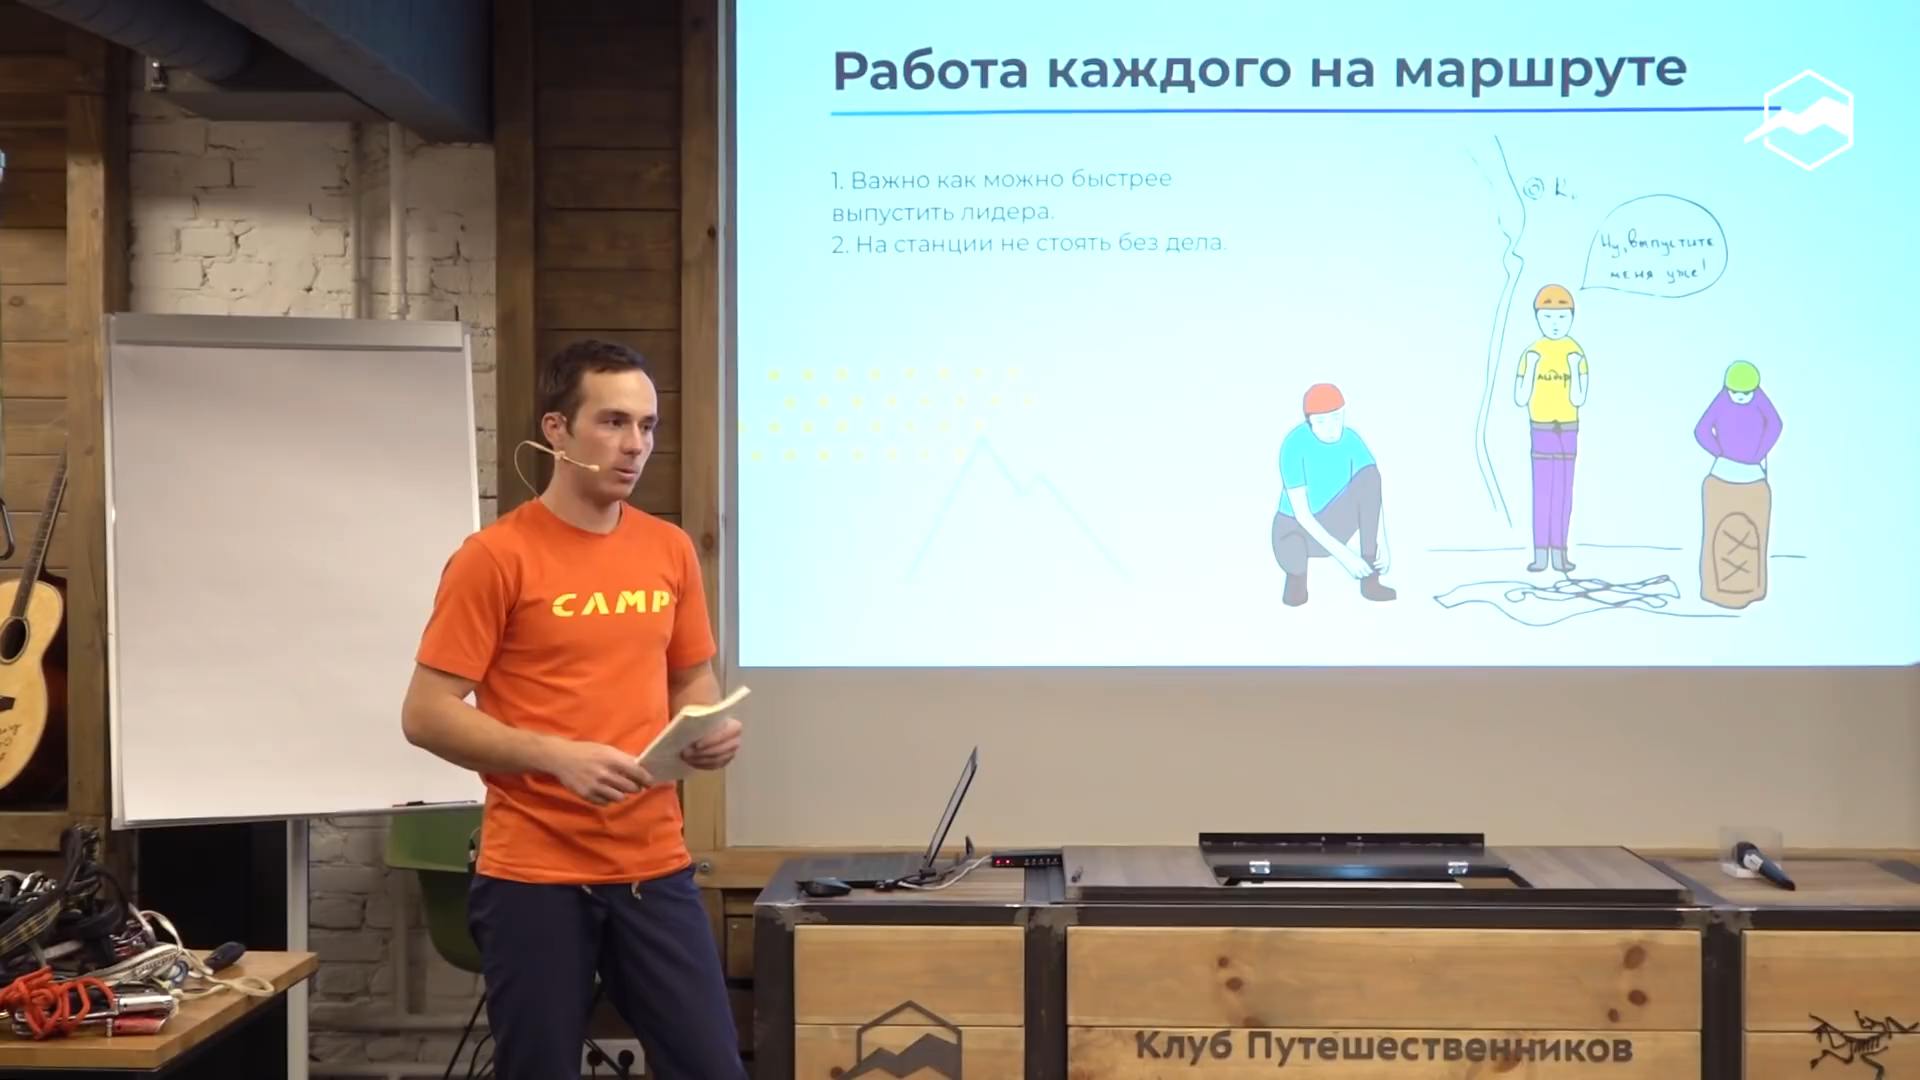 Работа каждого на маршруте
1. Важно как можно быстрее
выпустить лидера.
2. На станции не стоять без дела.
Ну, выпустите
меня уже!
лидер
CAMP
Клуб Путешественников